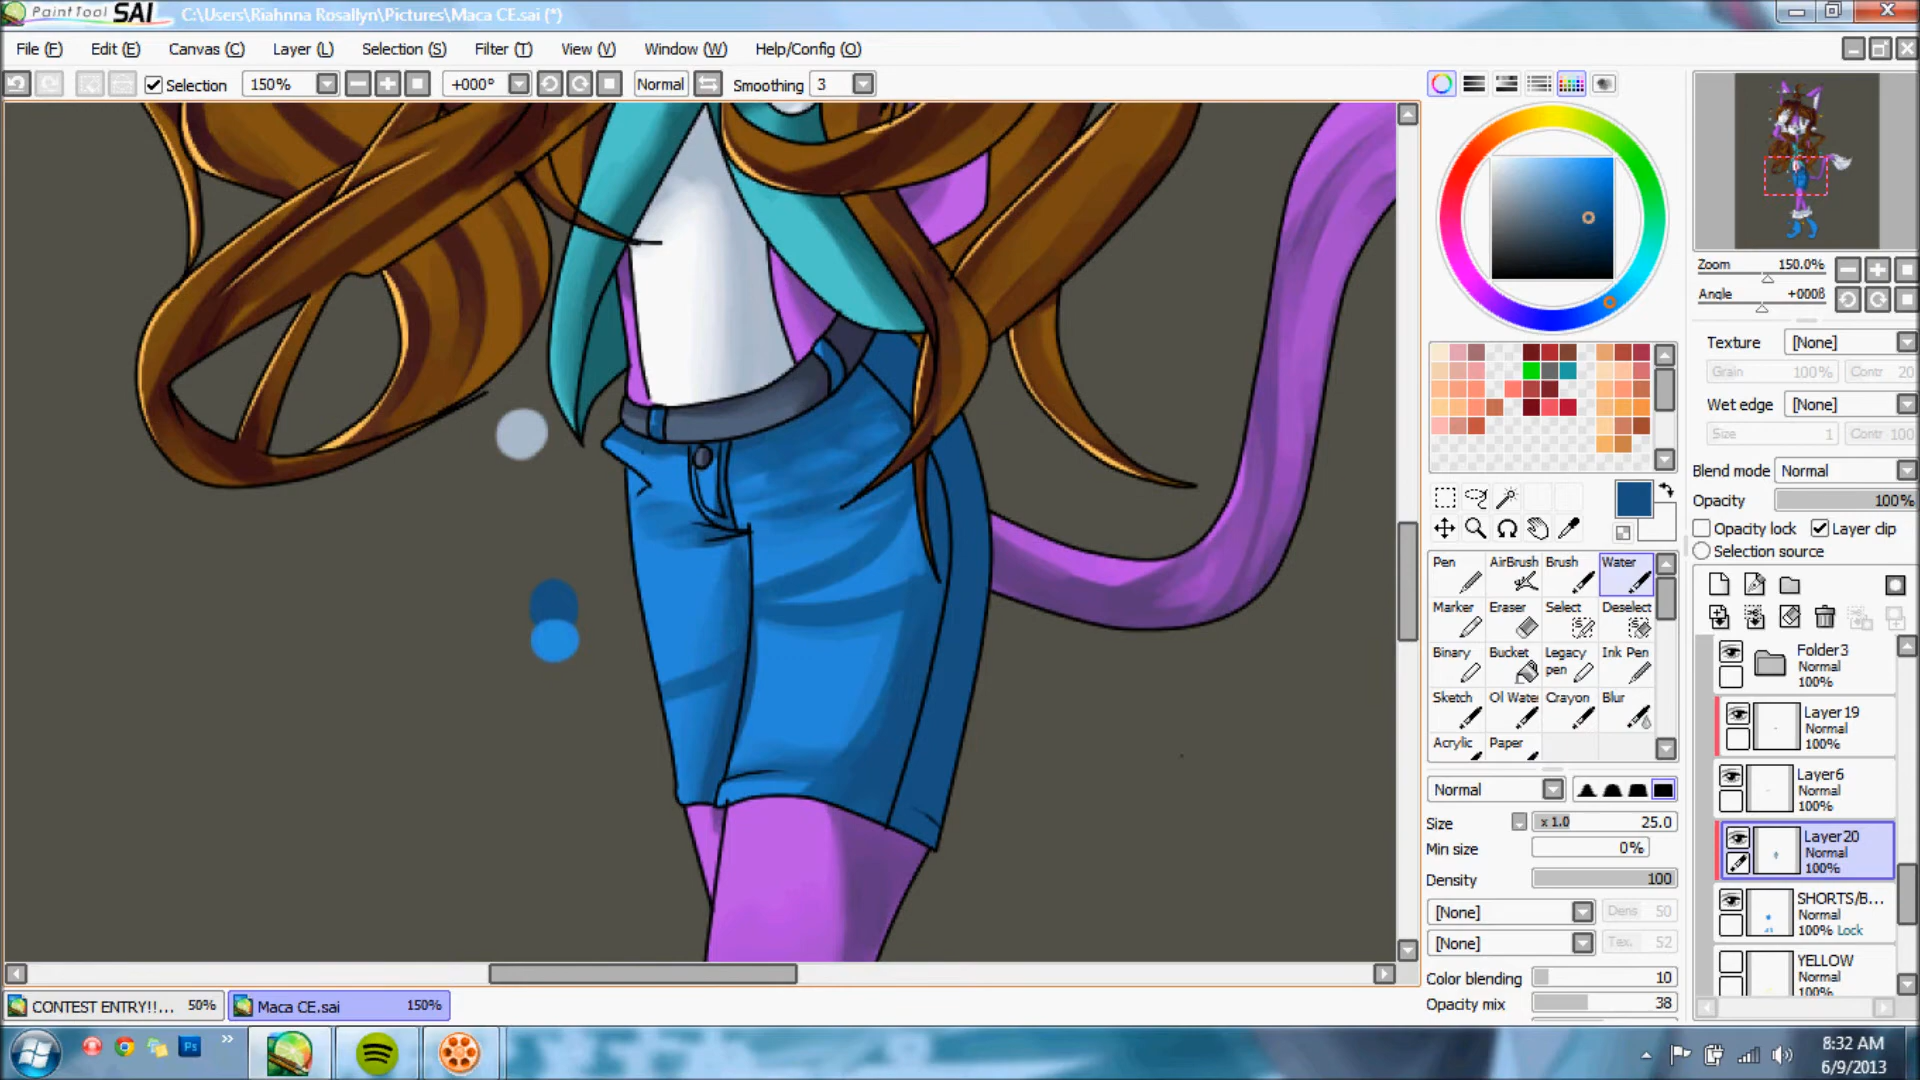 PaintTool SAI C:\Users\Riahnna Rosallyn\Pictures\Maca CE.sai (*)
File (F) Edit (E) Canvas (C) Layer (L) Selection (S) Filter (T) View (V) Window (W) Help/Config (O)
Selection 150% +000° Normal Smoothing 3
Zoom 150.0%
Angle +000ß
Texture [None]
Grain 100% Contr 20
Wet edge [None]
Size 1 Contr 100
Blend mode Normal
Opacity 100%
Opacity lock Layer clip
Selection source
Pen AirBrush Brush Water
Marker Eraser Select Deselect
Binary Bucket Legacy pen Ink Pen
Sketch Ol Water Crayon Blur
Acrylic Paper
Normal
Size x 1.0 25.0
Min size 0%
Density 100
[None] Dens 50
[None] Tex. 52
Color blending 10
Opacity mix 38
Folder3
Normal
100%
Layer19
Normal
100%
Layer6
Normal
100%
Layer20
Normal
100%
SHORTS/B...
Normal
100% Lock
YELLOW
Normal
100%
CONTEST ENTRY!!... 50% Maca CE.sai 150%
Ps
8:32 AM
6/9/2013